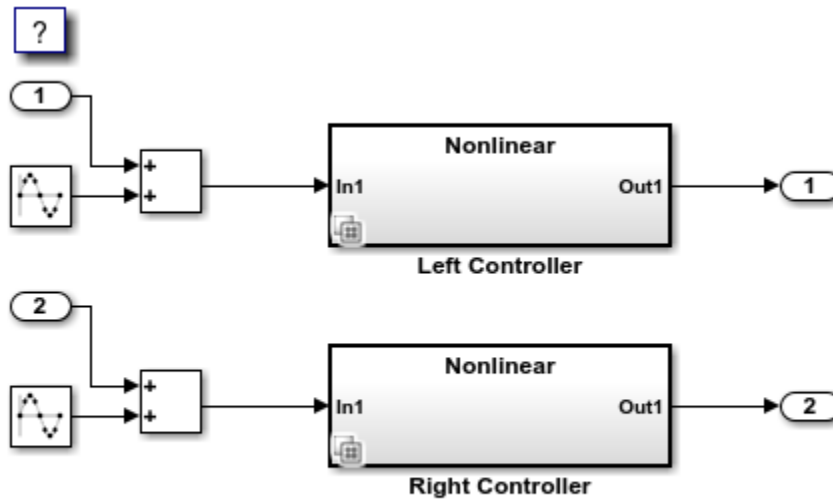 ?
1
+
+
Nonlinear
In1
Out1
1
Left Controller
2
+
+
Nonlinear
In1
Out1
2
Right Controller